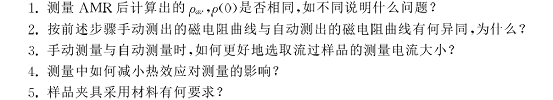 1. 测量 AMR 后计算出的 ρav,ρ(0)是否相同,如不同说明什么问题?
2. 按前述步骤手动测出的磁电阻曲线与自动测出的磁电阻曲线有何异同,为什么?
3. 手动测量与自动测量时,如何更好地选取流过样品的测量电流大小?
4. 测量中如何减小热效应对测量的影响?
5. 样品夹具采用材料有何要求?